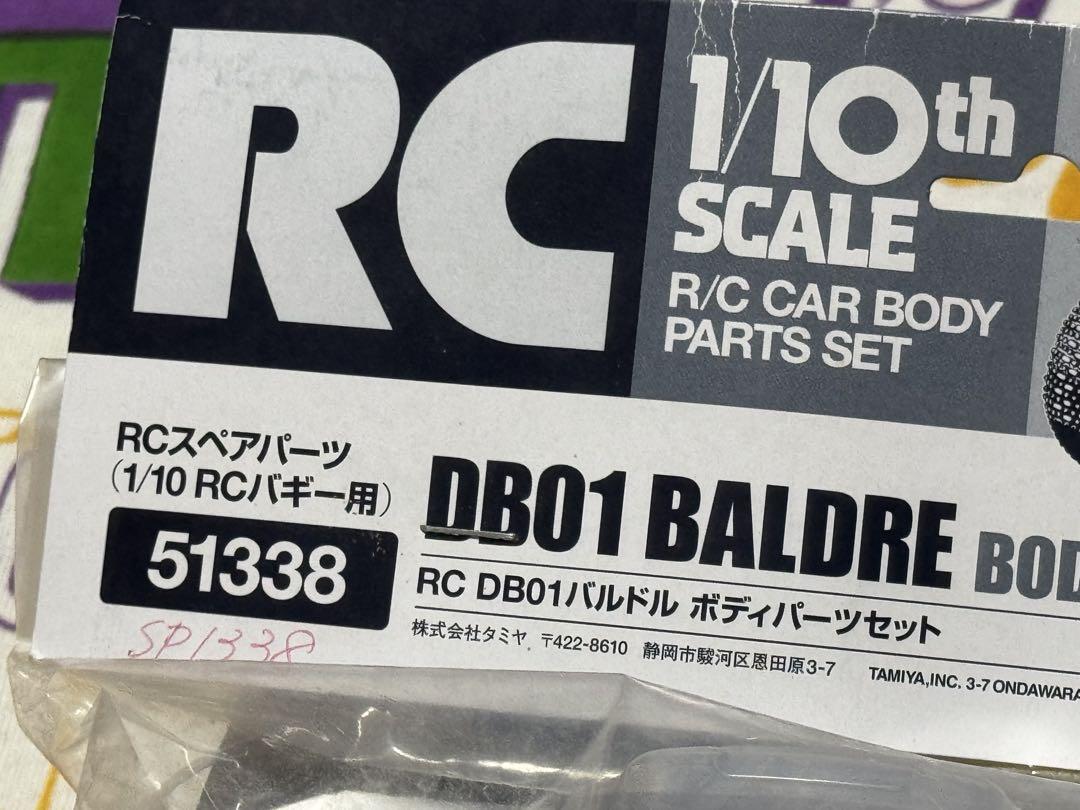 RC
1/10th
SCALE
R/C CAR BODY
PARTS SET
RCスペアパーツ
(1/10 RCバギー用)
51338
SP1338
DB01 BALDRE
RC DB01バルドル ボディパーツセット
株式会社タミヤ 〒422-8610 静岡市駿河区恩田原3-7 TAMIYA,INC. 3-7